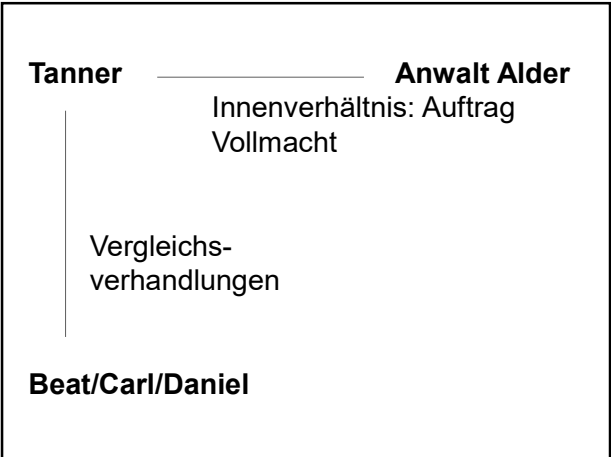 Tanner Anwalt Alder
Innenverhältnis: Auftrag
Vollmacht
Vergleichs-
verhandlungen
Beat/Carl/Daniel